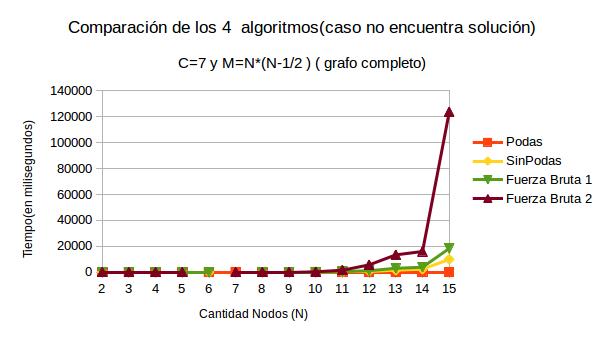 Comparación de los 4 algoritmos(caso no encuentra solución)
C=7 y M=N*(N-1/2 ) ( grafo completo)
Tiempo(en milisegundos)
140000
120000
100000
80000
60000
40000
20000
0
2 3 4 5 6 7 8 9 10 11 12 13 14 15
Cantidad Nodos (N)
Podas
SinPodas
Fuerza Bruta 1
Fuerza Bruta 2